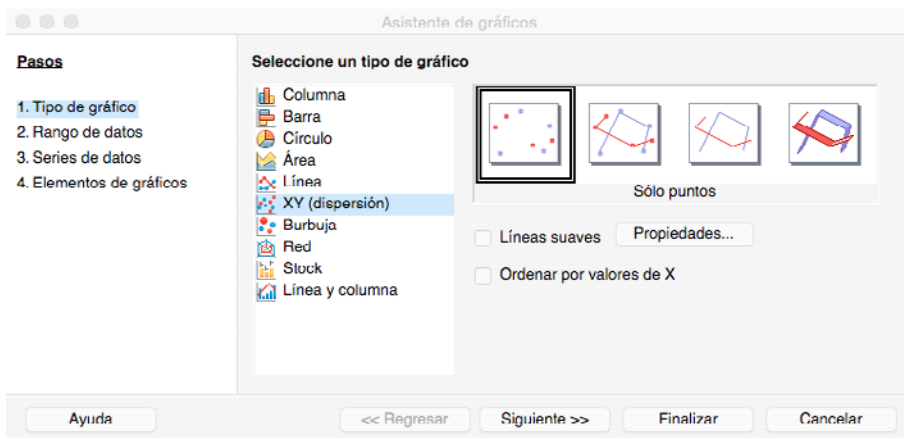 Asistente de gráficos
Pasos
1. Tipo de gráfico
2. Rango de datos
3. Series de datos
4. Elementos de gráficos
Seleccione un tipo de gráfico
Columna
Barra
Círculo
Área
Línea
XY (dispersión)
Burbuja
Red
Stock
Línea y columna
Sólo puntos
Líneas suaves
Propiedades...
Ordenar por valores de X
Ayuda
<< Regresar
Siguiente >>
Finalizar
Cancelar